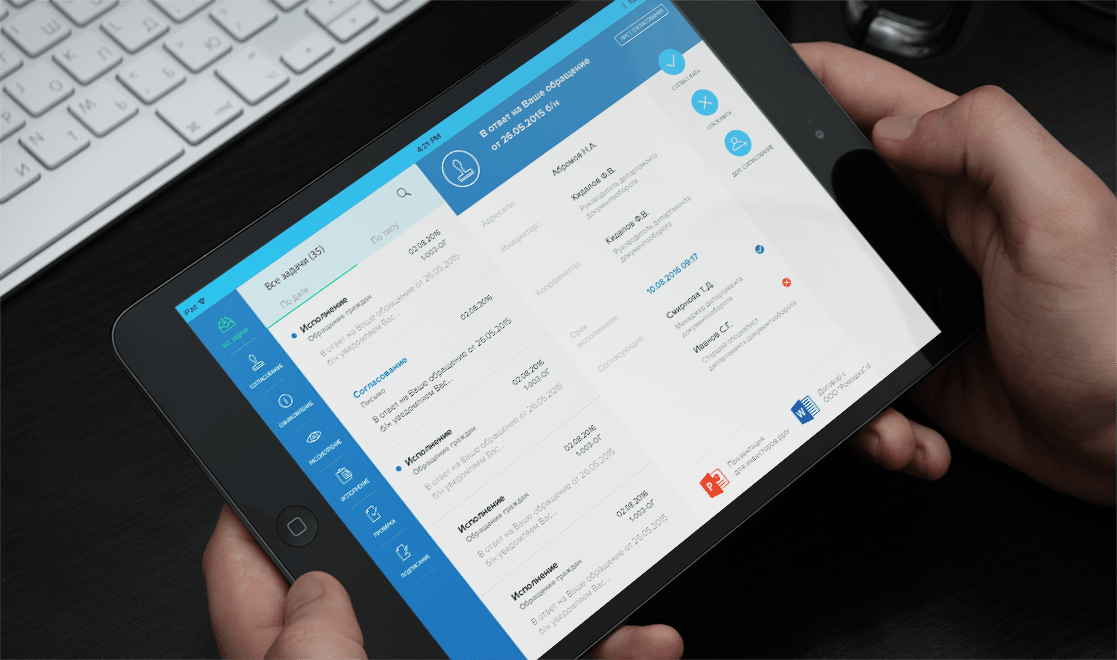 iPad
4:21 PM
Все задачи (35)
По дате
По типу
ВСЕ ЗАДАЧИ
СОГЛАСОВАНИЕ
ОЗНАКОМЛЕНИЕ
РАССМОТРЕНИЕ
ИСПОЛНЕНИЕ
ПРОВЕРКА
ПОДПИСАНИЕ
Исполнение
02.08.2016
Обращение граждан
1-003-ОГ
В ответ на Ваше обращение от 26.05.2015
б/н уведомляем Вас...
Согласование
02.08.2016
Письмо
В ответ на Ваше обращение от 26.05.2015
б/н уведомляем Вас...
Исполнение
02.08.2016
Обращение граждан
1-003-ОГ
В ответ на Ваше обращение от 26.05.2015
б/н уведомляем Вас...
Исполнение
02.08.2016
Обращение граждан
1-003-ОГ
В ответ на Ваше обращение от 26.05.2015
б/н уведомляем Вас...
Исполнение
02.08.2016
Обращение граждан
1-003-ОГ
В ответ на Ваше обращение от 26.05.2015
б/н уведомляем Вас...
В ответ на Ваше обращение
от 26.05.2015 б/н
ЛИСТ СОГЛАСОВАНИЯ
СОГЛАСОВАТЬ
ОТКЛОНИТЬ
ДОП. СОГЛАСОВАНИЕ
Адресаты:
Абрамов Н.А.
Инициатор:
Кидалов Ф.В.
Руководитель департамента
документооборота
Координатор:
Кидалов Ф.В.
Руководитель департамента
документооборота
Срок
исполнения:
10.08.2016 09:17
Согласующие:
Смирнова Т.Д.
Менеджер департамента
документооборота
Иванов С.Г.
Старший специалист
департамента документооборота
Презентация
для инвесторов.pptx
Договор с
ООО "Ромашка".d
cmd